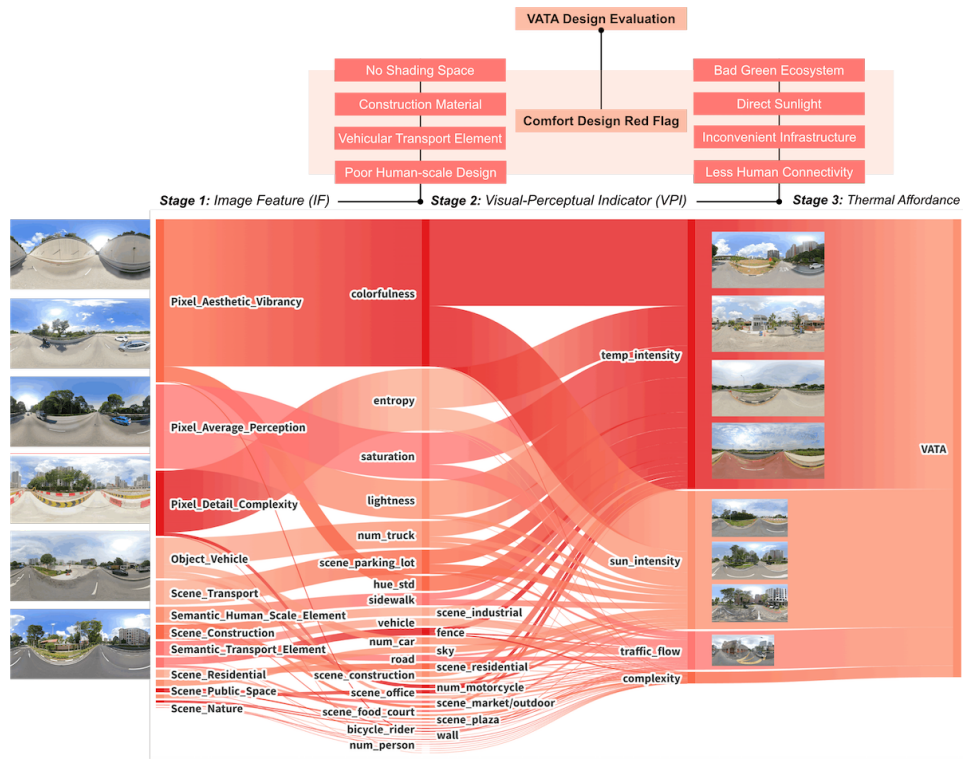 VATA Design Evaluation
No Shading Space
Construction Material
Vehicular Transport Element
Poor Human-scale Design
Comfort Design Red Flag
Bad Green Ecosystem
Direct Sunlight
Inconvenient Infrastructure
Less Human Connectivity
Stage 1: Image Feature (IF)
Stage 2: Visual-Perceptual Indicator (VPI)
Stage 3: Thermal Affordance
Pixel_Aesthetic_Vibrancy
Pixel_Average_Perception
Pixel_Detail_Complexity
Object_Vehicle
Scene_Transport
Semantic_Human_Scale_Element
Scene_Construction
Semantic_Transport_Element
Scene_Residential
Scene_Public_Space
Scene_Nature
colorfulness
entropy
saturation
lightness
num_truck
scene_parking_lot
hue_std
sidewalk
scene_industrial
vehicle
fence
num_car
sky
road
scene_residential
scene_construction
num_motorcycle
scene_office
scene_market/outdoor
scene_food_court
scene_plaza
bicycle_rider
wall
num_person
temp_intensity
sun_intensity
traffic_flow
complexity
VATA